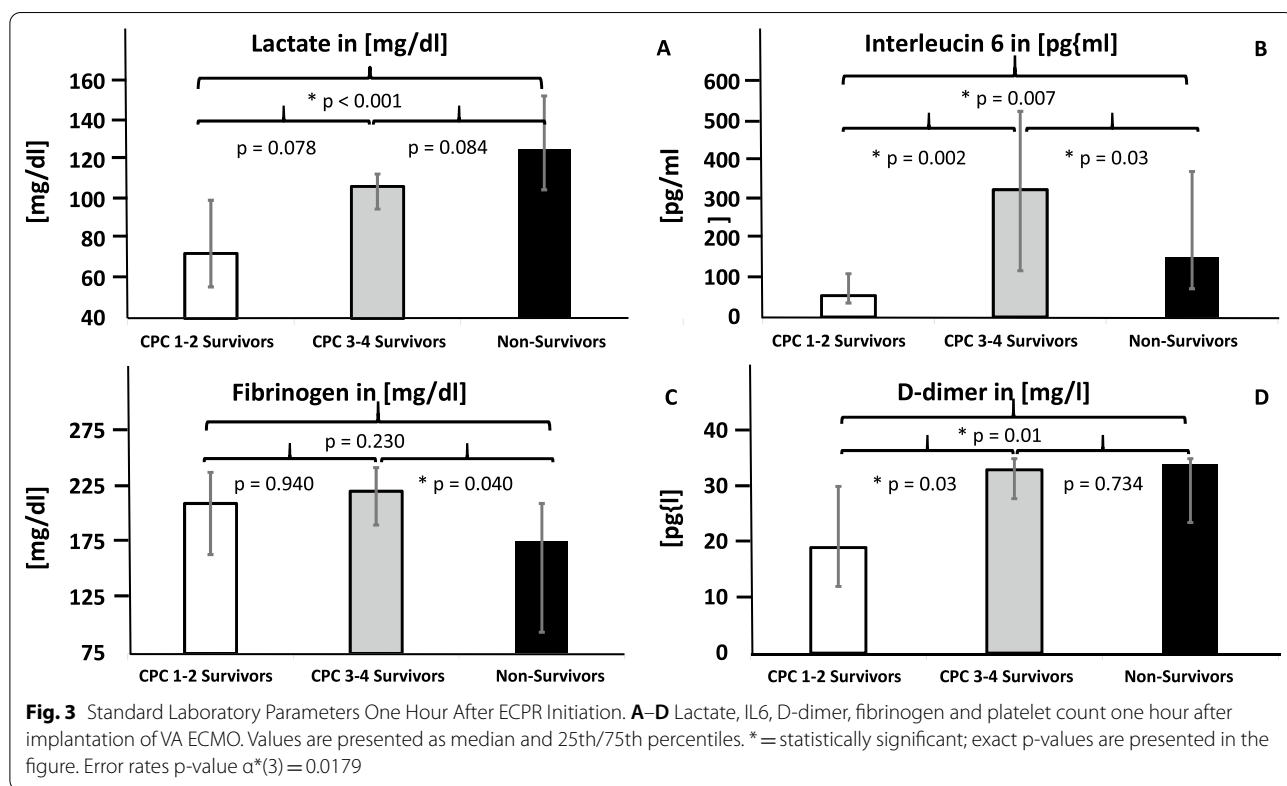 Lactate in [mg/dl]
A
160
140
120
100
80
60
40
[mg/dl]
* p < 0.001
p = 0.078
p = 0.084
CPC 1-2 Survivors
CPC 3-4 Survivors
Non-Survivors
Interleucin 6 in [pg{ml]
B
600
500
400
300
200
100
0
[pg/ml
]
* p = 0.007
* p = 0.002
* p = 0.03
CPC 1-2 Survivors
CPC 3-4 Survivors
Non-Survivors
Fibrinogen in [mg/dl]
C
275
225
175
125
75
[mg/dl]
p = 0.230
p = 0.940
* p = 0.040
CPC 1-2 Survivors
CPC 3-4 Survivors
Non-Survivors
D-dimer in [mg/l]
D
40
30
20
10
0
[pg{l]
* p = 0.01
* p = 0.03
p = 0.734
CPC 1-2 Survivors
CPC 3-4 Survivors
Non-Survivors
Fig. 3 Standard Laboratory Parameters One Hour After ECPR Initiation. A–D Lactate, IL6, D-dimer, fibrinogen and platelet count one hour after
implantation of VA ECMO. Values are presented as median and 25th/75th percentiles. * = statistically significant; exact p-values are presented in the
figure. Error rates p-value α*(3) = 0.0179